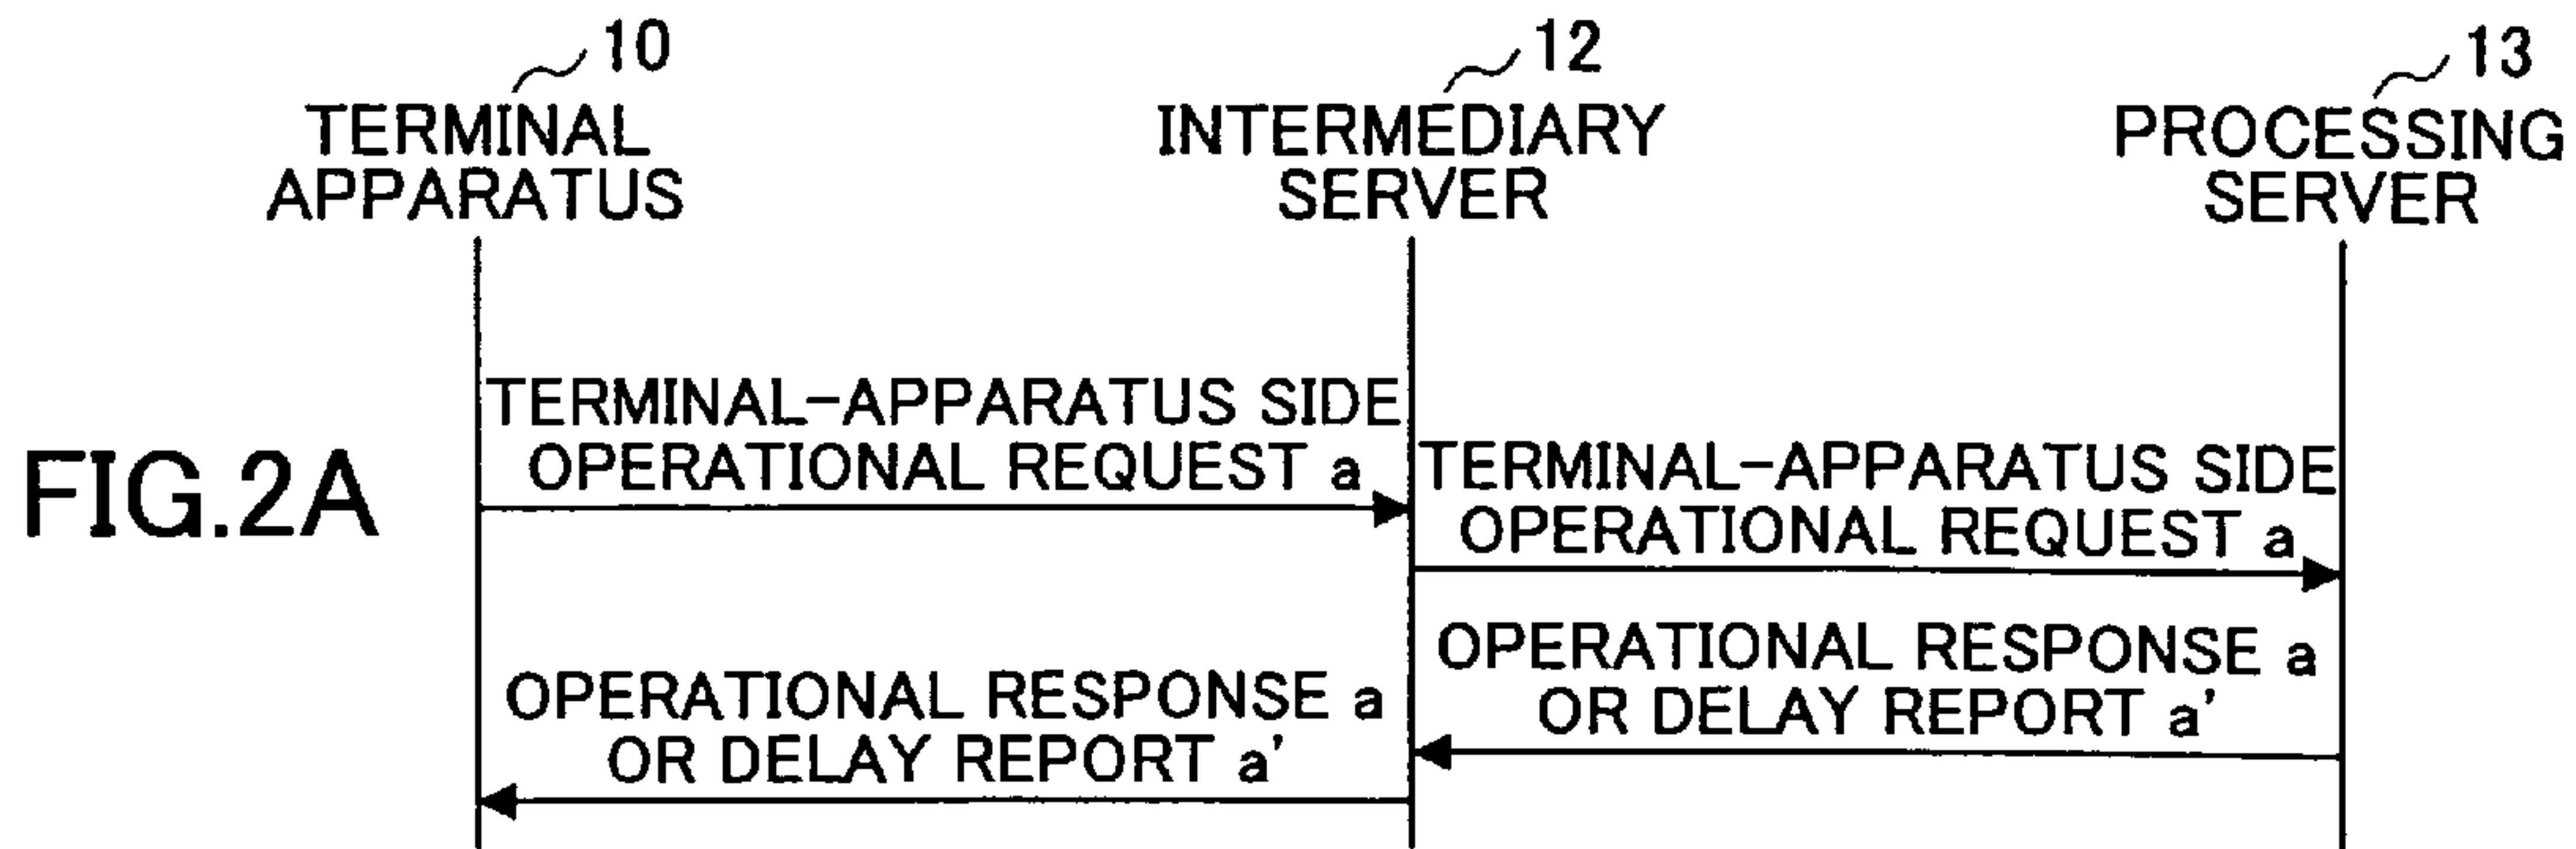 10
TERMINAL
APPARATUS
12
INTERMEDIARY
SERVER
13
PROCESSING
SERVER
FIG.2A
TERMINAL-APPARATUS SIDE
OPERATIONAL REQUEST a
TERMINAL-APPARATUS SIDE
OPERATIONAL REQUEST a
OPERATIONAL RESPONSE a
OR DELAY REPORT a'
OPERATIONAL RESPONSE a
OR DELAY REPORT a'